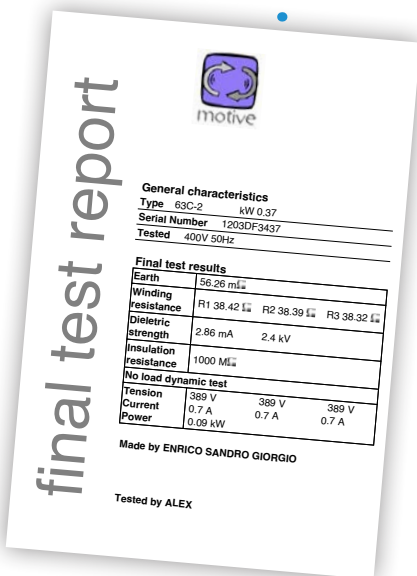 motive
final test report
General characteristics
Type 63C-2 kW 0.37
Serial Number 1203DF3437
Tested 400V 50Hz
Final test results
Earth 56.26 m
Winding resistance R1 38.42 R2 38.39 R3 38.32
Dieletric strength 2.86 mA 2.4 kV
Insulation resistance 1000 M
No load dynamic test
Tension 389 V 389 V 389 V
Current 0.7 A 0.7 A 0.7 A
Power 0.09 kW
Made by ENRICO SANDRO GIORGIO
Tested by ALEX